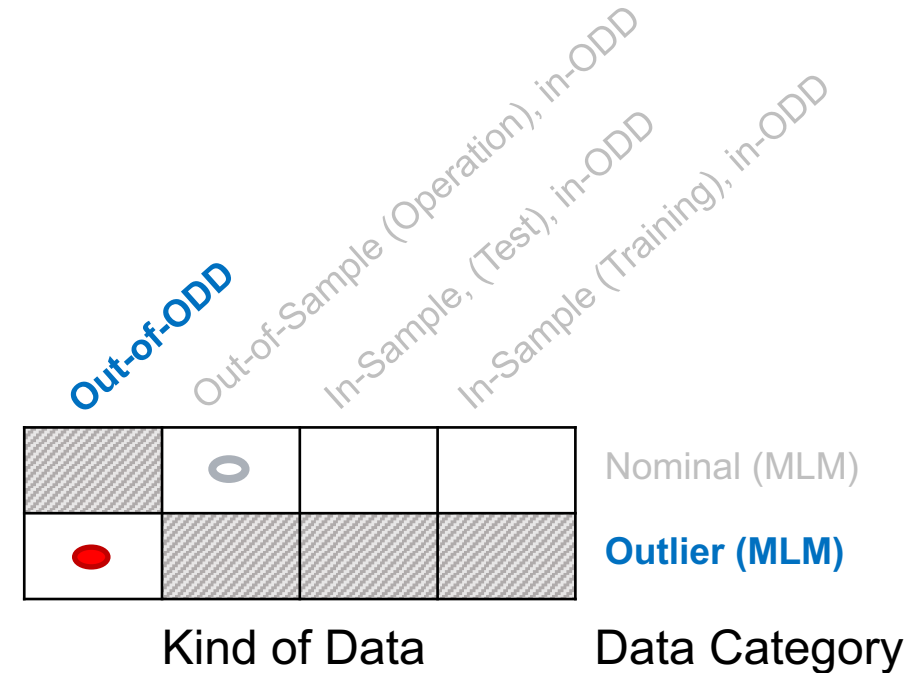 Out-of-ODD
Out-of-Sample (Operation), in-ODD
In-Sample, (Test), in-ODD
In-Sample (Training), in-ODD
Nominal (MLM)
Outlier (MLM)
Kind of Data
Data Category